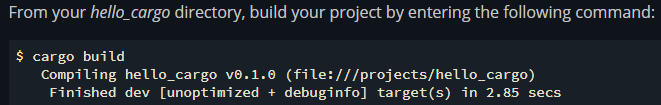 From your hello_cargo directory, build your project by entering the following command:
$ cargo build
   Compiling hello_cargo v0.1.0 (file:///projects/hello_cargo)
    Finished dev [unoptimized + debuginfo] target(s) in 2.85 secs